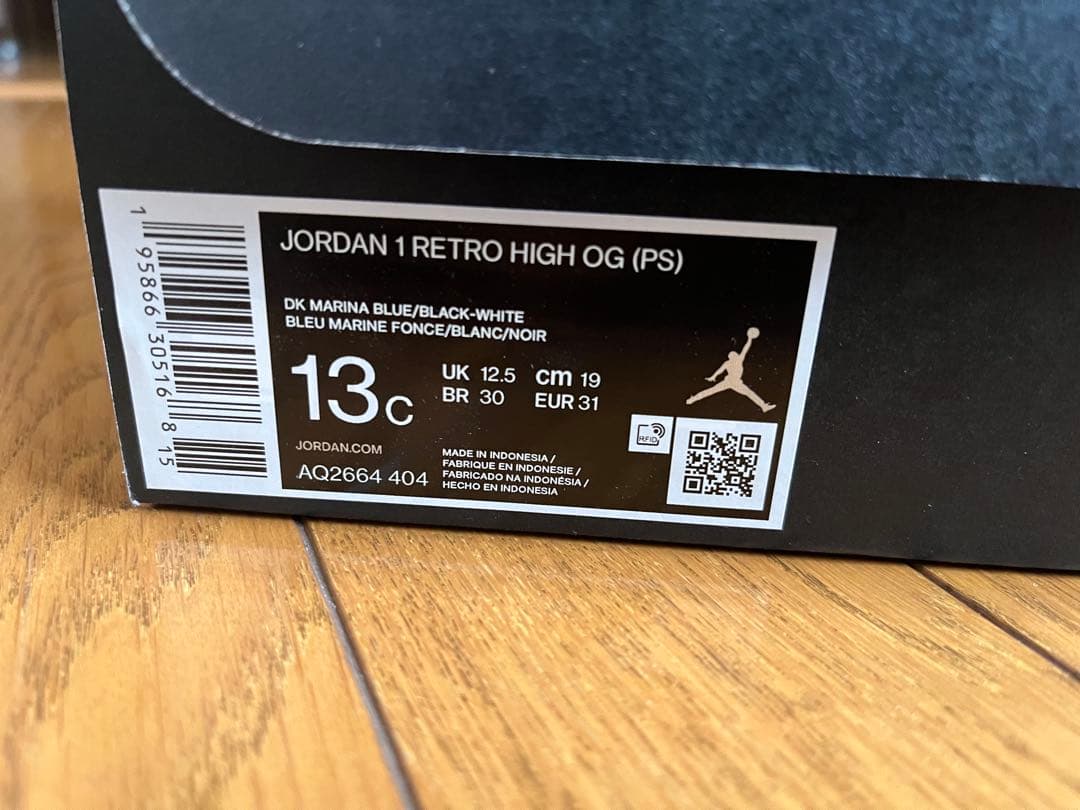 JORDAN 1 RETRO HIGH OG (PS)
DK MARINA BLUE/BLACK-WHITE
BLEU MARINE FONCE/BLANC/NOIR
13C
UK 12.5 cm 19
BR 30 EUR 31
JORDAN.COM
AQ2664 404
MADE IN INDONESIA /
FABRIQUE EN INDONESIE /
FABRICADO NA INDONÉSIA /
HECHO EN INDONESIA
RFID
1 95866 30516 8 15